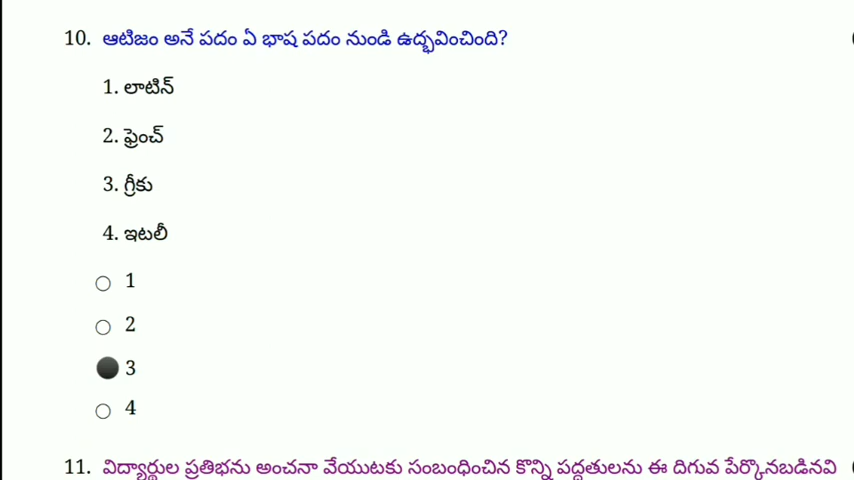 10. ఆటిజం అనే పదం ఏ భాష పదం నుండి ఉద్భవించింది?
1. లాటిన్
2. ఫ్రెంచ్
3. గ్రీకు
4. ఇటలీ
1
2
3
4
11. విద్యార్థుల ప్రతిభను అంచనా వేయుటకు సంబంధించిన కొన్ని పద్ధతులను ఈ దిగువ పేర్కొనబడినవి